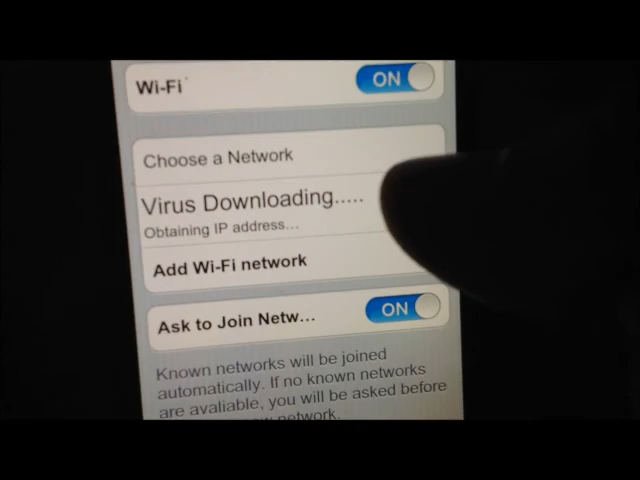 Wi-Fi
ON
Choose a Network
Virus Downloading.....
Obtaining IP address...
Add Wi-Fi network
Ask to Join Netw...
ON
Known networks will be joined
automatically. If no known networks
are avaliable, you will be asked before
network.